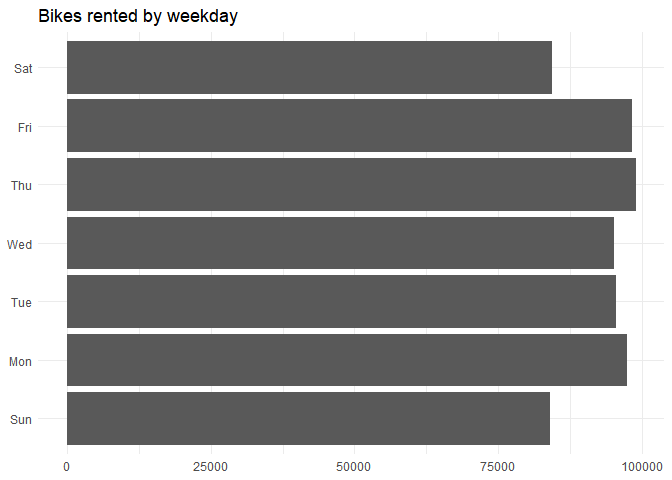 Bikes rented by weekday
Sat
Fri
Thu
Wed
Tue
Mon
Sun
0 25000 50000 75000 100000